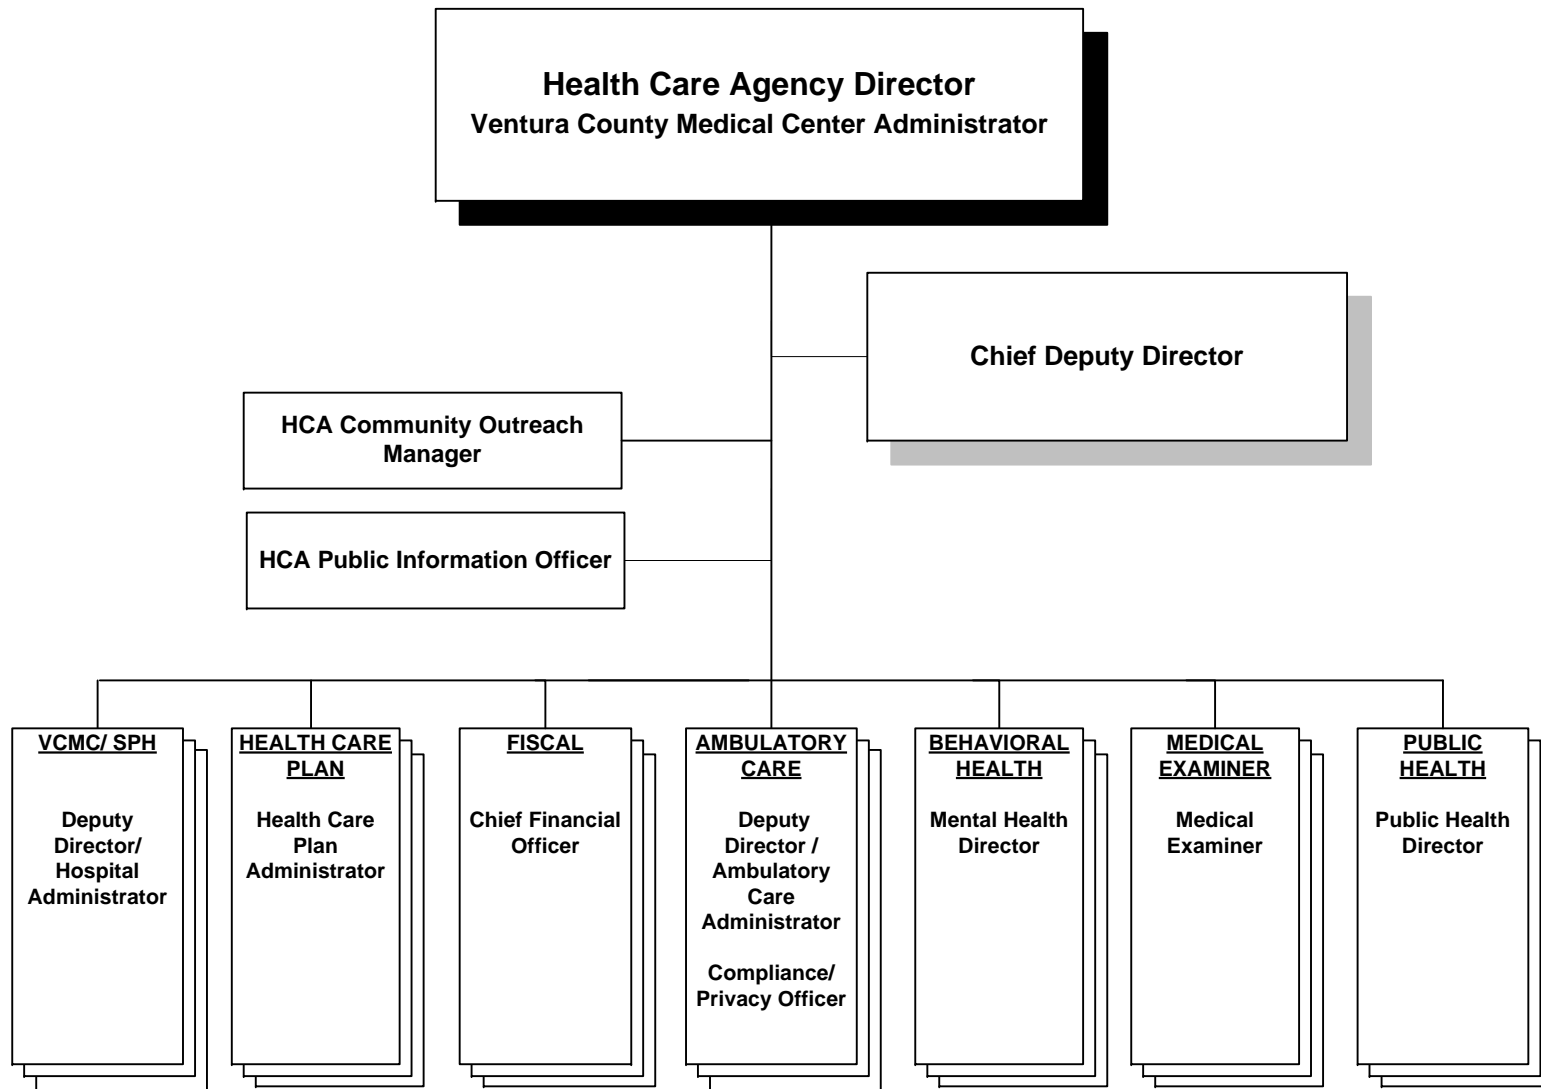 Health Care Agency Director
Ventura County Medical Center Administrator
Chief Deputy Director
HCA Community Outreach
Manager
HCA Public Information Officer
VCMC/ SPH
Deputy
Director/
Hospital
Administrator
HEALTH CARE
PLAN
Health Care
Plan
Administrator
FISCAL
Chief Financial
Officer
AMBULATORY
CARE
Deputy
Director /
Ambulatory
Care
Administrator
Compliance/
Privacy Officer
BEHAVIORAL
HEALTH
Mental Health
Director
MEDICAL
EXAMINER
Medical
Examiner
PUBLIC
HEALTH
Public Health
Director